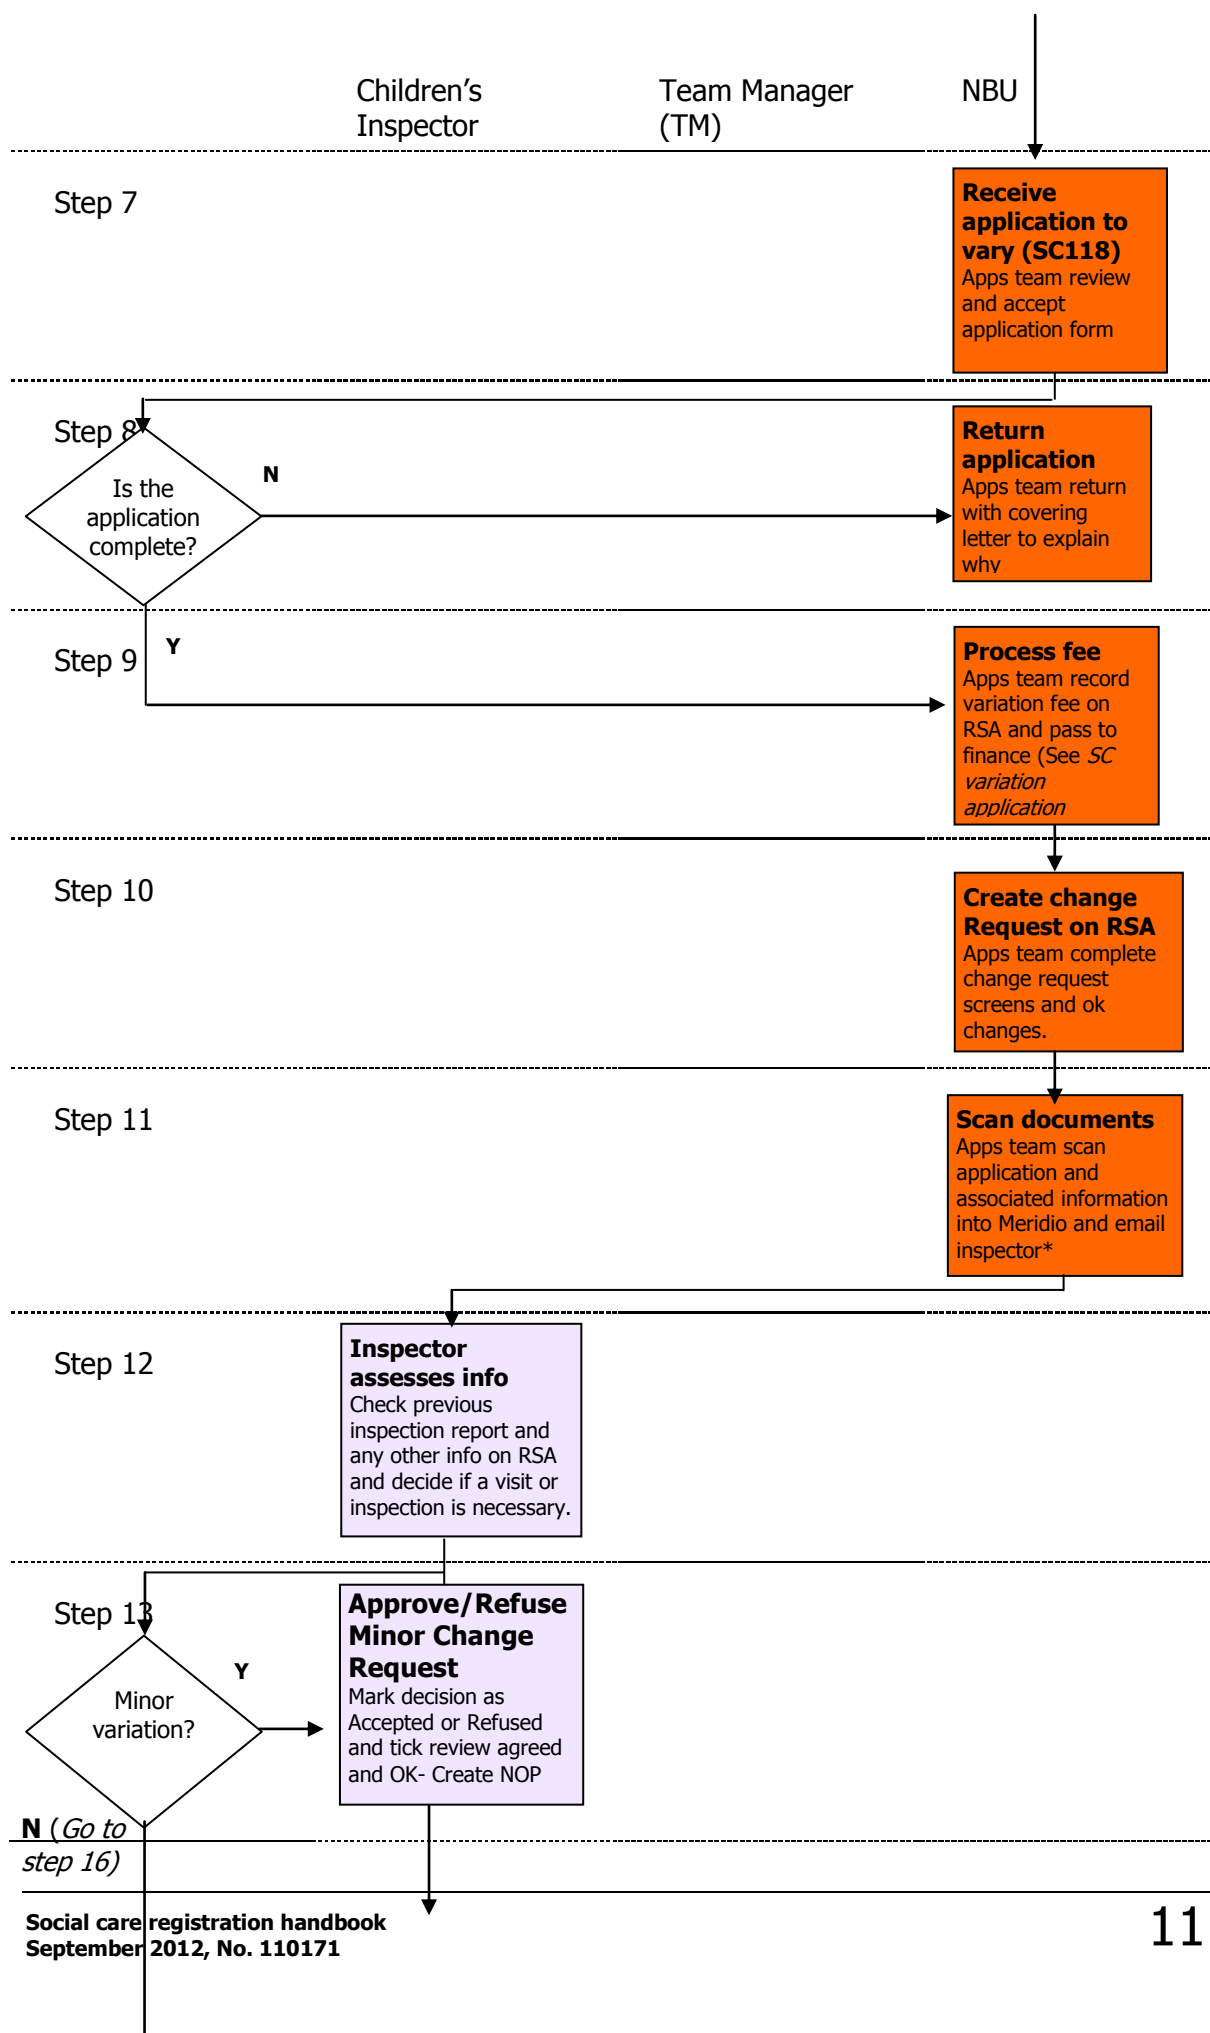 Children's
Inspector
Team Manager
(TM)
NBU
Step 7
Receive
application to
vary (SC118)
Apps team review
and accept
application form
Step 8
Is the
application
complete?
N
Return
application
Apps team return
with covering
letter to explain
why
Step 9
Y
Process fee
Apps team record
variation fee on
RSA and pass to
finance (See SC
variation
application
Step 10
Create change
Request on RSA
Apps team complete
change request
screens and ok
changes.
Step 11
Scan documents
Apps team scan
application and
associated information
into Meridio and email
inspector*
Step 12
Inspector
assesses info
Check previous
inspection report and
any other info on RSA
and decide if a visit or
inspection is necessary.
Step 13
Minor
variation?
Y
Approve/Refuse
Minor Change
Request
Mark decision as
Accepted or Refused
and tick review agreed
and OK- Create NOP
N (Go to
step 16)
Social care registration handbook
September 2012, No. 110171
11